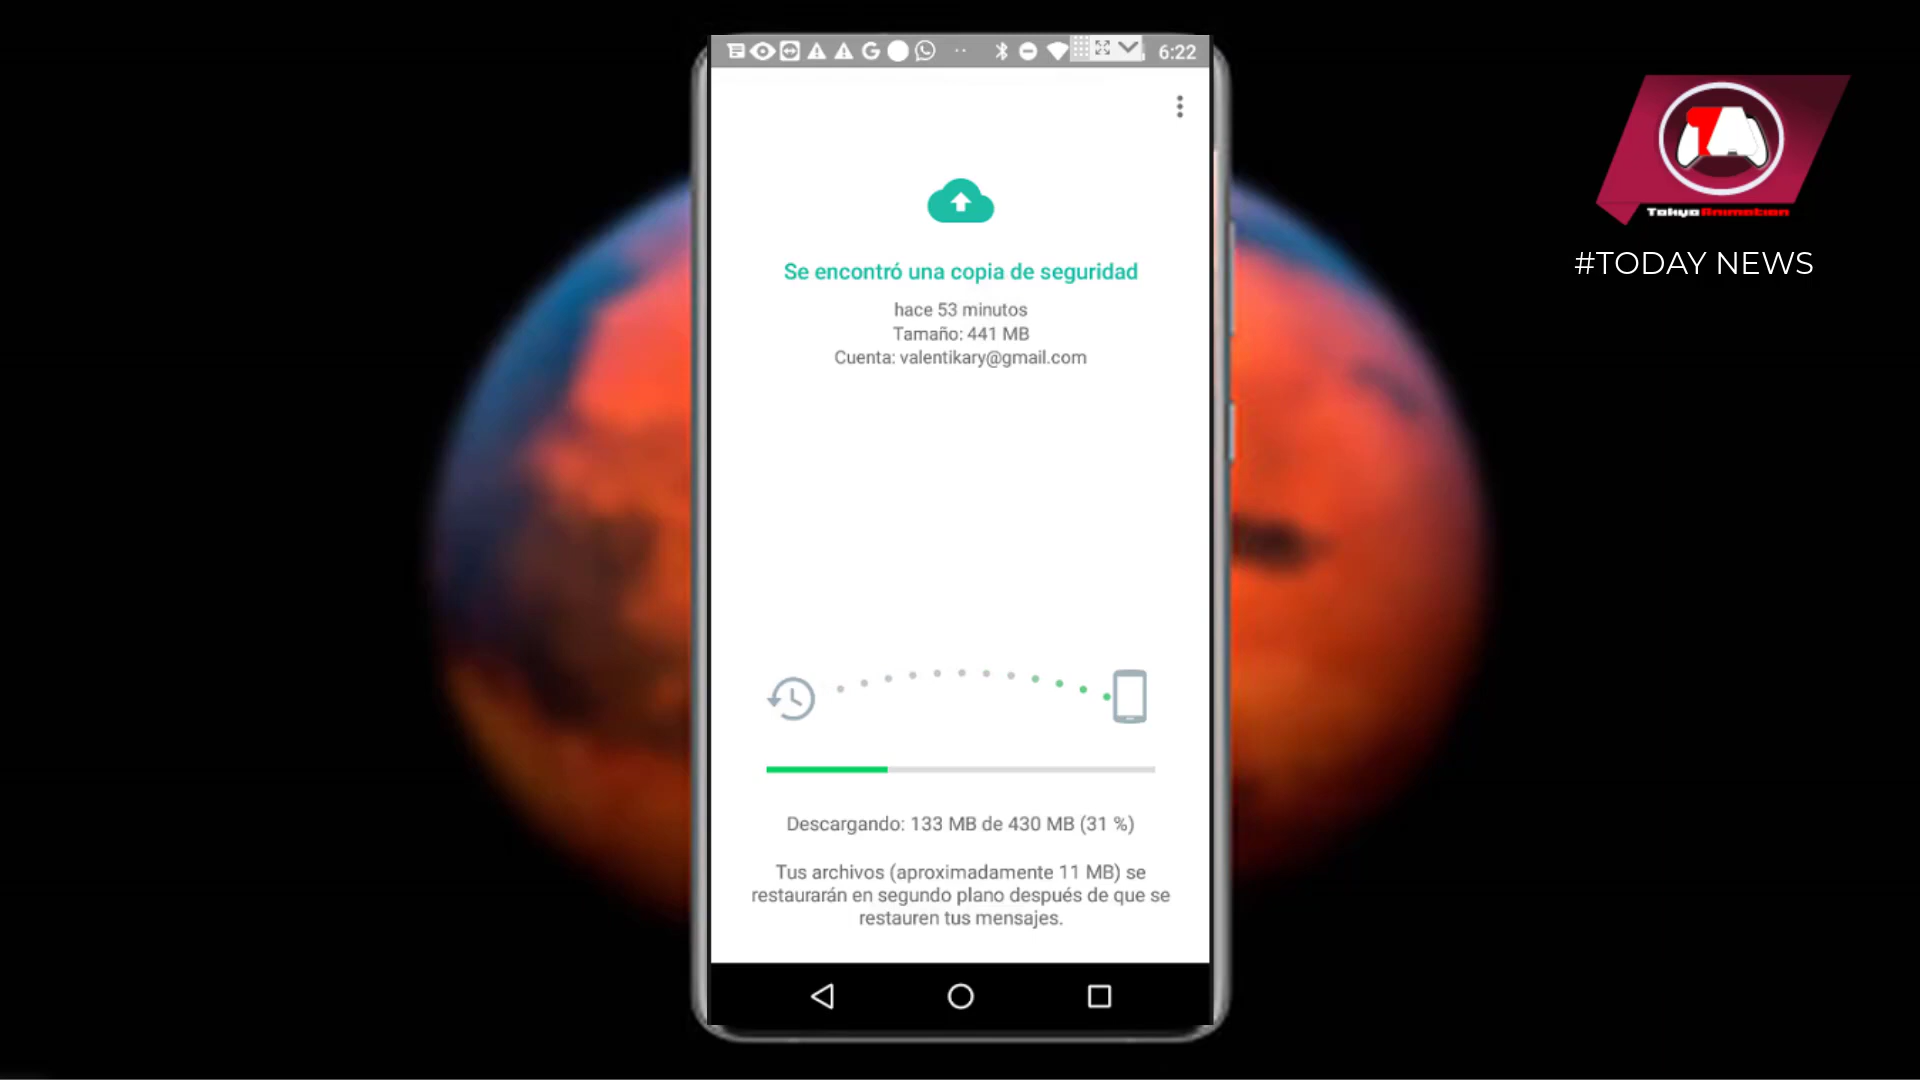 6:22
Se encontró una copia de seguridad
hace 53 minutos
Tamaño: 441 MB
Cuenta: valentikary@gmail.com
Descargando: 133 MB de 430 MB (31 %)
Tus archivos (aproximadamente 11 MB) se
restaurarán en segundo plano después de que se
restauren tus mensajes.
TA
TokyoAnimation
#TODAY NEWS